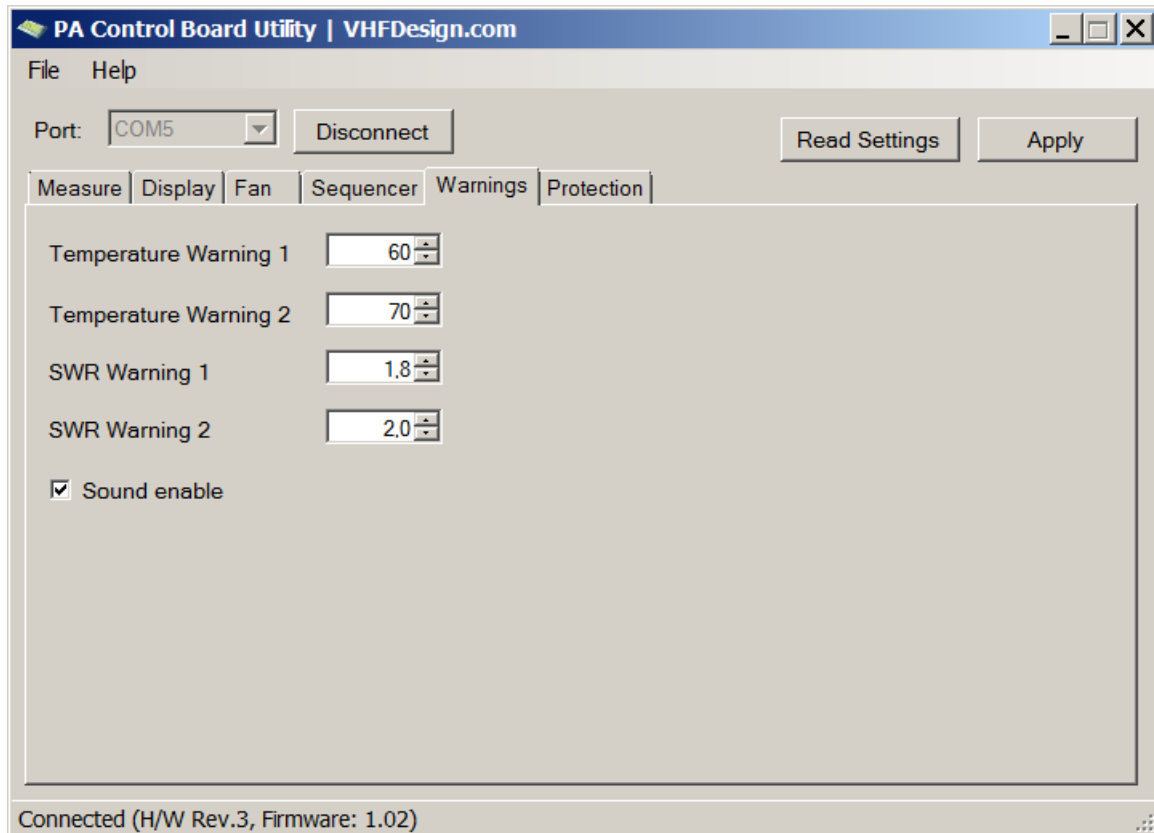 PA Control Board Utility | VHFDesign.com
File Help
Port: COM5 Disconnect Read Settings Apply
Measure Display Fan Sequencer Warnings Protection
Temperature Warning 1 60
Temperature Warning 2 70
SWR Warning 1 1,8
SWR Warning 2 2,0
Sound enable
Connected (H/W Rev.3, Firmware: 1.02)